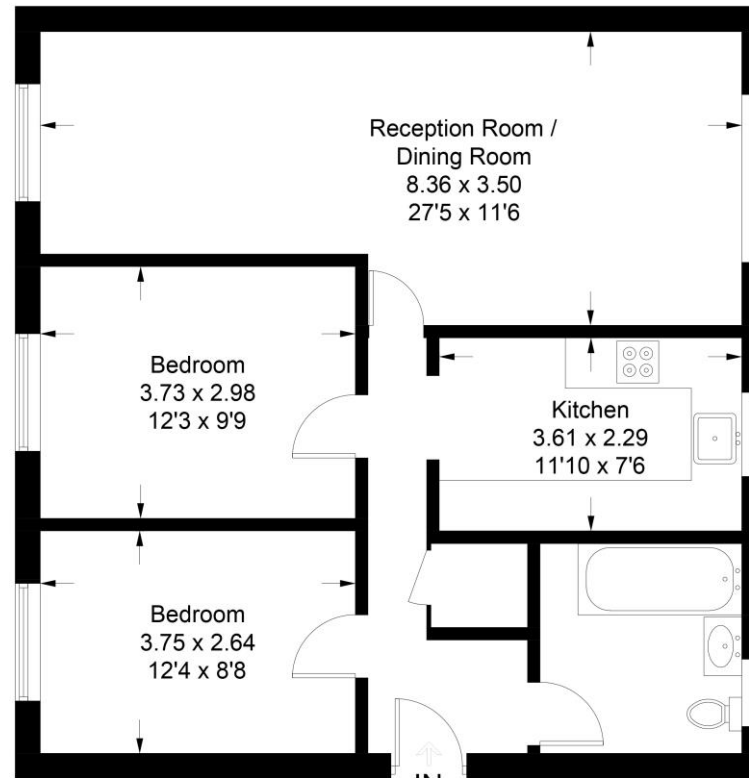 Reception Room /
Dining Room
8.36 x 3.50
27'5 x 11'6
Bedroom
3.73 x 2.98
12'3 x 9'9
Kitchen
3.61 x 2.29
11'10 x 7'6
Bedroom
3.75 x 2.64
12'4 x 8'8
IN